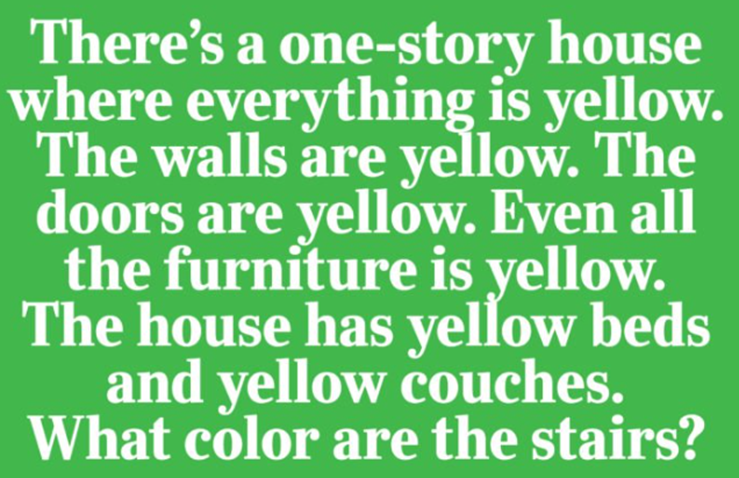 There’s a one-story house
where everything is yellow.
The walls are yellow. The
doors are yellow. Even all
the furniture is yellow.
The house has yellow beds
and yellow couches.
What color are the stairs?